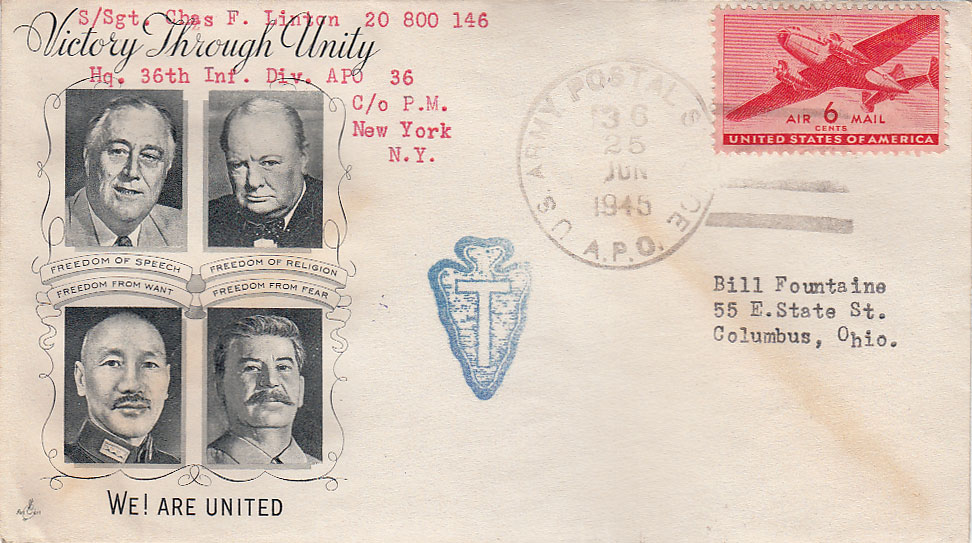 S/Sgt. Chas F. Linton 20 800 146
Victory Through Unity
Hq. 36th Inf. Div. APO 36
C/o P.M.
New York
N.Y.
FREEDOM OF SPEECH
FREEDOM OF RELIGION
FREEDOM FROM WANT
FREEDOM FROM FEAR
WE! ARE UNITED
T
U.S. ARMY POSTAL S CE
A.P.O.
36
25
JUN
1945
AIR 6 MAIL
CENTS
UNITED STATES OF AMERICA
Bill Fountaine
55 E.State St.
Columbus, Ohio.